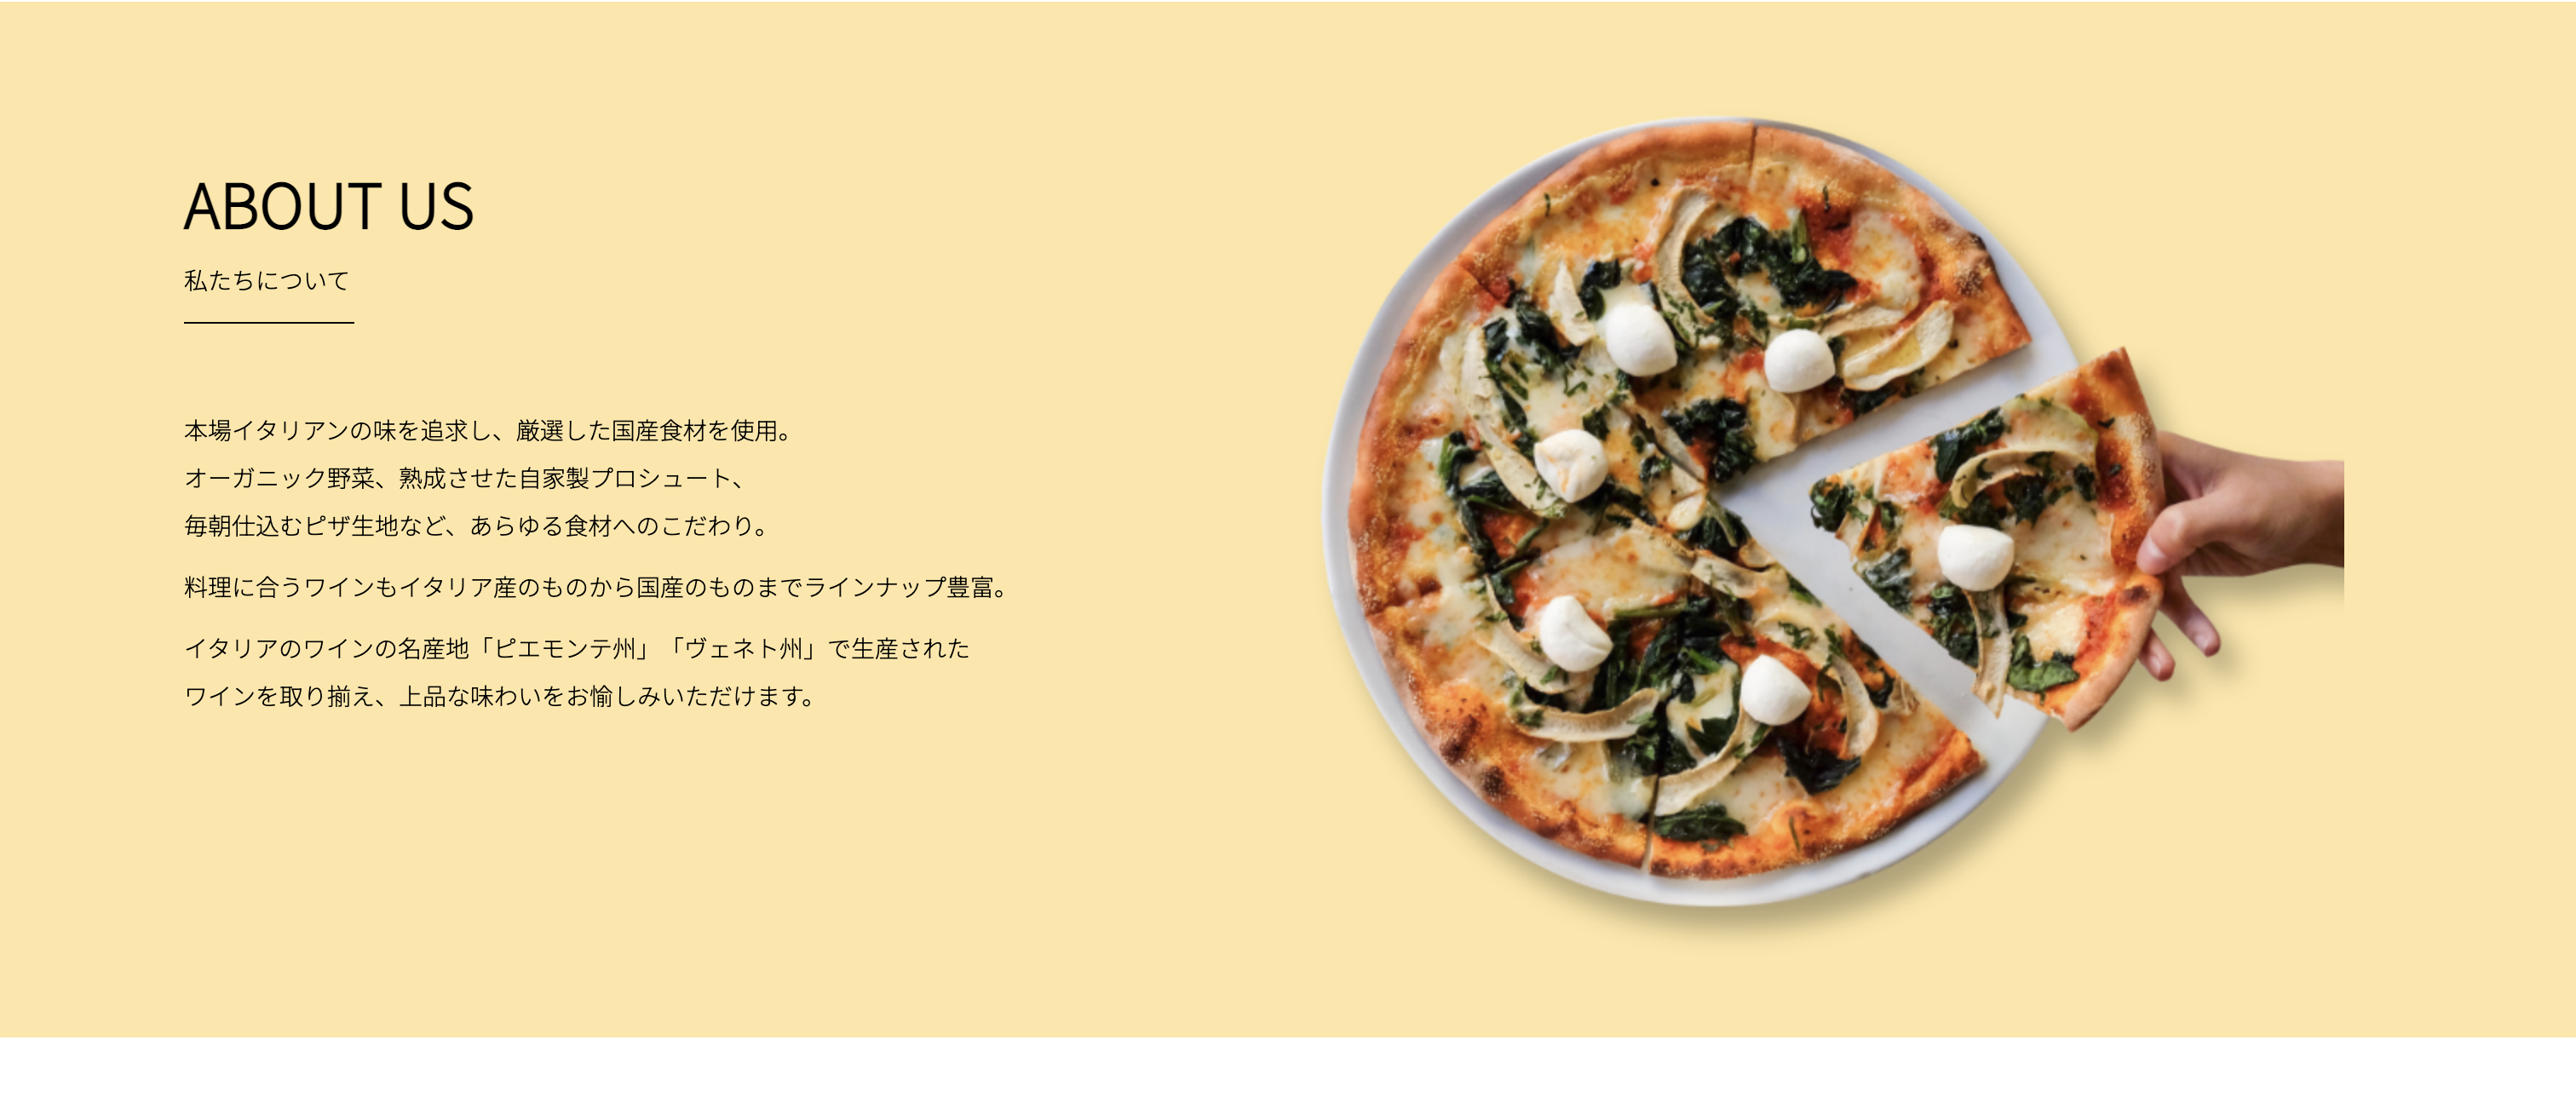 ABOUT US
私たちについて
本場イタリアンの味を追求し、厳選した国産食材を使用。
オーガニック野菜、熟成させた自家製プロシュート、
毎朝仕込むピザ生地など、あらゆる食材へのこだわり。
料理に合うワインもイタリア産のものから国産のものまでラインナップ豊富。
イタリアのワインの名産地「ピエモンテ州」「ヴェネト州」で生産された
ワインを取り揃え、上品な味わいをお愉しみいただけます。